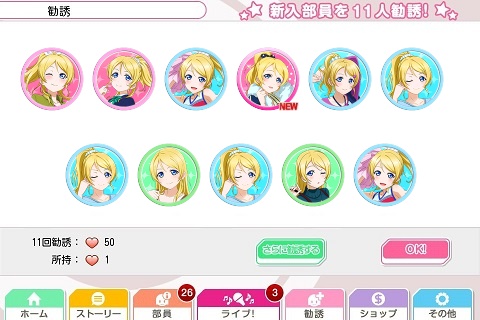 勧誘
新入部員を11人勧誘!
NEW
11回勧誘: 50
所持: 1
さらに勧誘する
OK!
26
3
ホーム
ストーリー
部員
ライブ!
勧誘
ショップ
その他